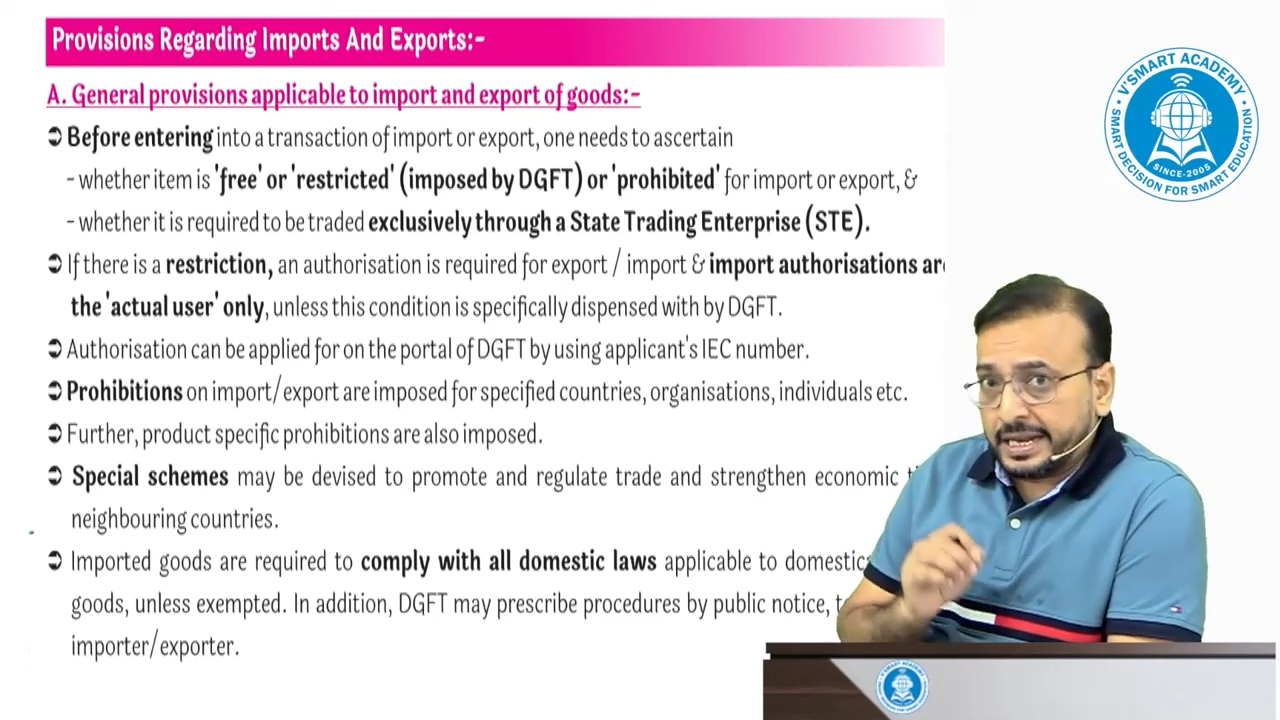 Provisions Regarding Imports And Exports:-
A. General provisions applicable to import and export of goods:-
➲ Before entering into a transaction of import or export, one needs to ascertain
- whether item is 'free' or 'restricted' (imposed by DGFT) or 'prohibited' for import or export, &
- whether it is required to be traded exclusively through a State Trading Enterprise (STE).
➲ If there is a restriction, an authorisation is required for export / import & import authorisations
the 'actual user' only, unless this condition is specifically dispensed with by DGFT.
➲ Authorisation can be applied for on the portal of DGFT by using applicant's IEC number.
➲ Prohibitions on import/export are imposed for specified countries, organisations, individuals etc.
➲ Further, product specific prohibitions are also imposed.
➲ Special schemes may be devised to promote and regulate trade and strengthen economic
neighbouring countries.
➲ Imported goods are required to comply with all domestic laws applicable to domestic
goods, unless exempted. In addition, DGFT may prescribe procedures by public notice,
importer/exporter.
V'SMART ACADEMY
SMART DECISION FOR SMART EDUCATION
SINCE-2005